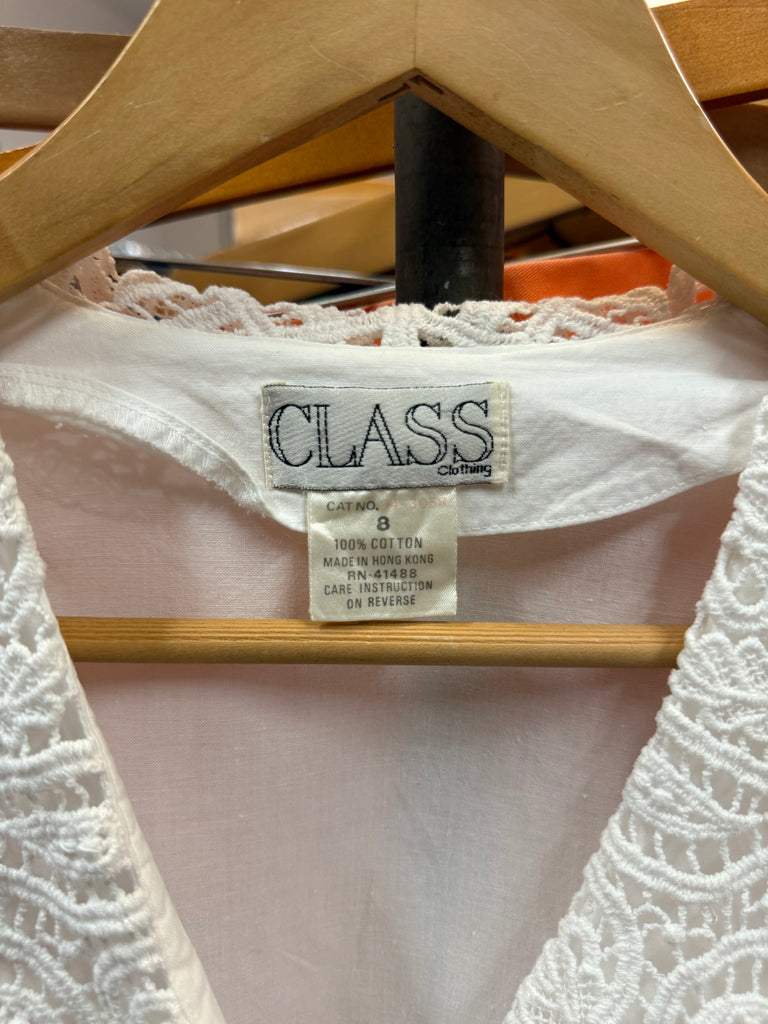 CLASS
Clothing
CAT NO.
8
100% COTTON
MADE IN HONG KONG
RN-41488
CARE INSTRUCTION
ON REVERSE